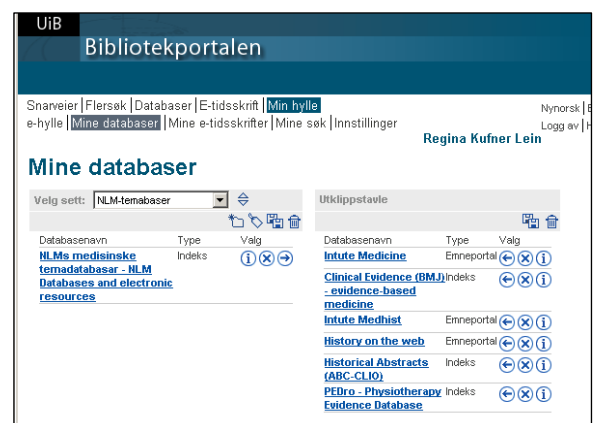 UiB
Bibliotekportalen
Snarveier | Flersøk | Databaser | E-tidsskrift | Min hylle
Nynorsk |
e-hylle | Mine databaser | Mine e-tidsskrifter | Mine søk | Innstillinger
Logg av |
Regina Kufner Lein
Mine databaser
Velg sett: NLM-temabaser
Databasenavn Type Valg
NLMs medisinske Indeks
temadatabasar - NLM
Databases and electronic
resources
Utklippstavle
Databasenavn Type Valg
Intute Medicine Emneportal
Clinical Evidence (BMJ) Indeks
- evidence-based
medicine
Intute Medhist Emneportal
History on the web Emneportal
Historical Abstracts Indeks
(ABC-CLIO)
PEDro - Physiotherapy Indeks
Evidence Database